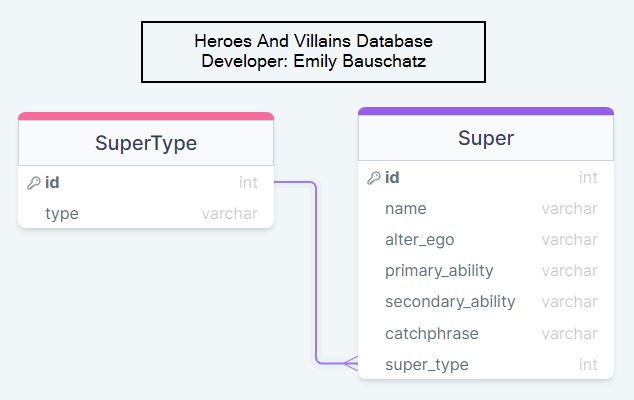 Heroes And Villains Database
Developer: Emily Bauschatz
SuperType
id int
type varchar
Super
id int
name varchar
alter_ego varchar
primary_ability varchar
secondary_ability varchar
catchphrase varchar
super_type int